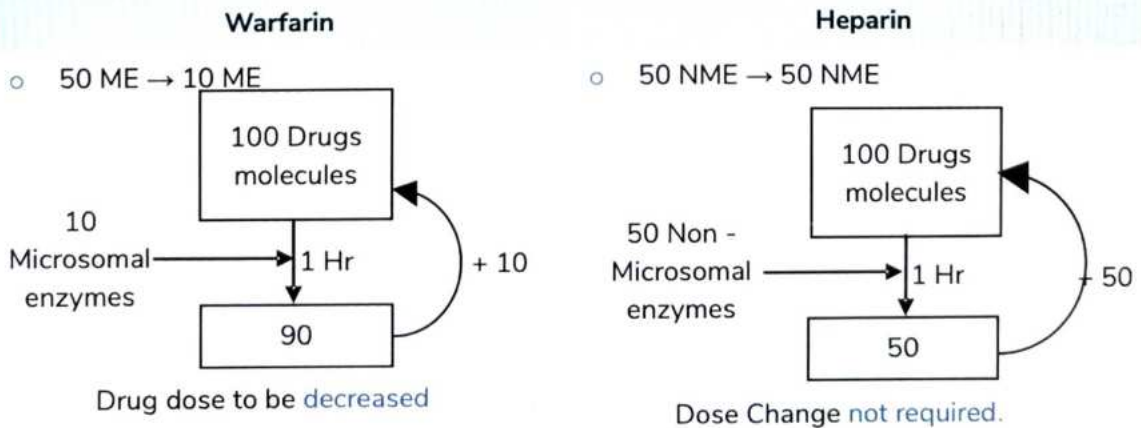 Warfarin
○ 50 ME → 10 ME
100 Drugs
molecules
10
Microsomal
enzymes
1 Hr
+ 10
90
Drug dose to be decreased
Heparin
○ 50 NME → 50 NME
100 Drugs
molecules
50 Non -
Microsomal
enzymes
1 Hr
+ 50
50
Dose Change not required.